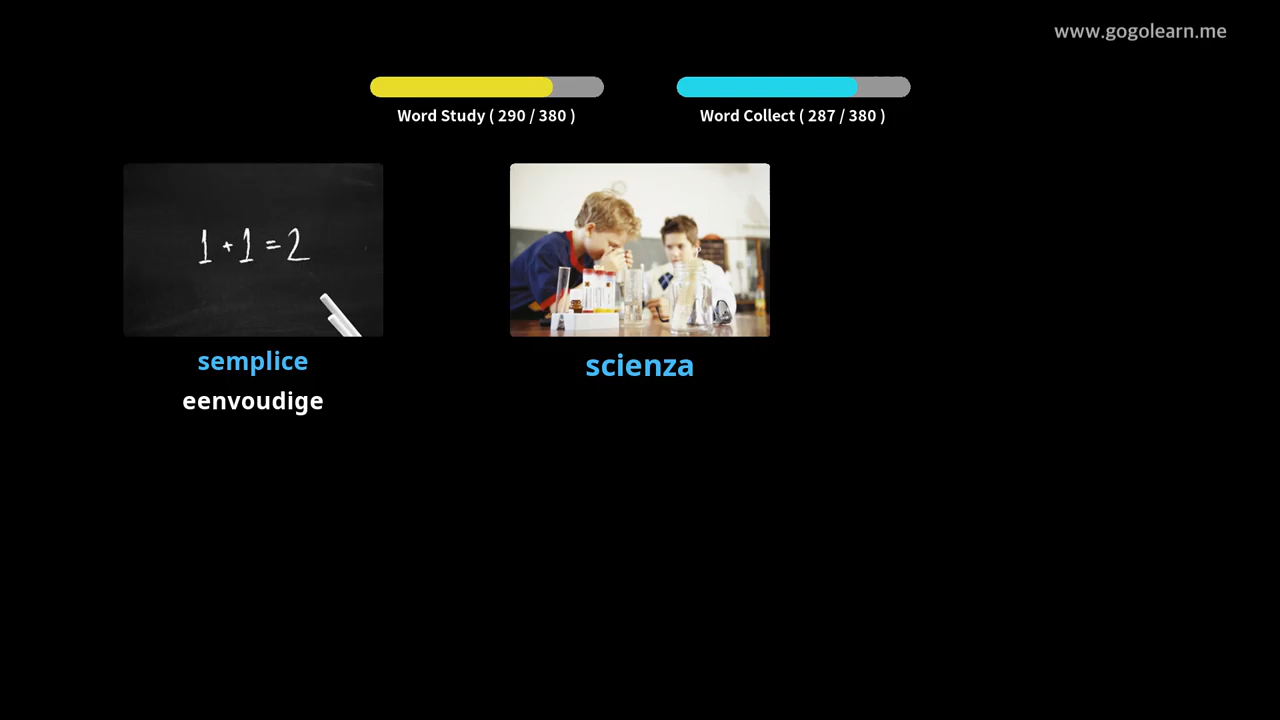 www.gogolearn.me
Word Study ( 290 / 380 )
Word Collect ( 287 / 380 )
1 + 1 = 2
semplice
eenvoudige
scienza